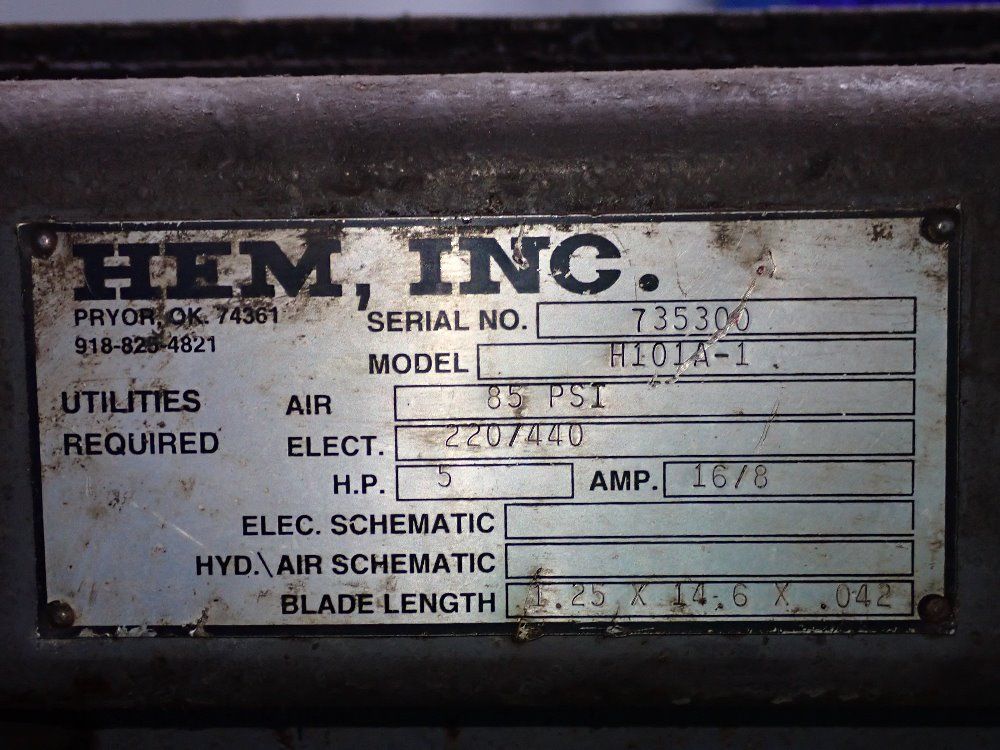 HEM, INC.
PRYOR, OK. 74361
918-825-4821
SERIAL NO. 735300
MODEL H101A-1
UTILITIES REQUIRED
AIR 85 PSI
ELECT. 220/440
H.P. 5 AMP. 16/8
ELEC. SCHEMATIC
HYD.\AIR SCHEMATIC
BLADE LENGTH 1.25 X 14.6 X .042